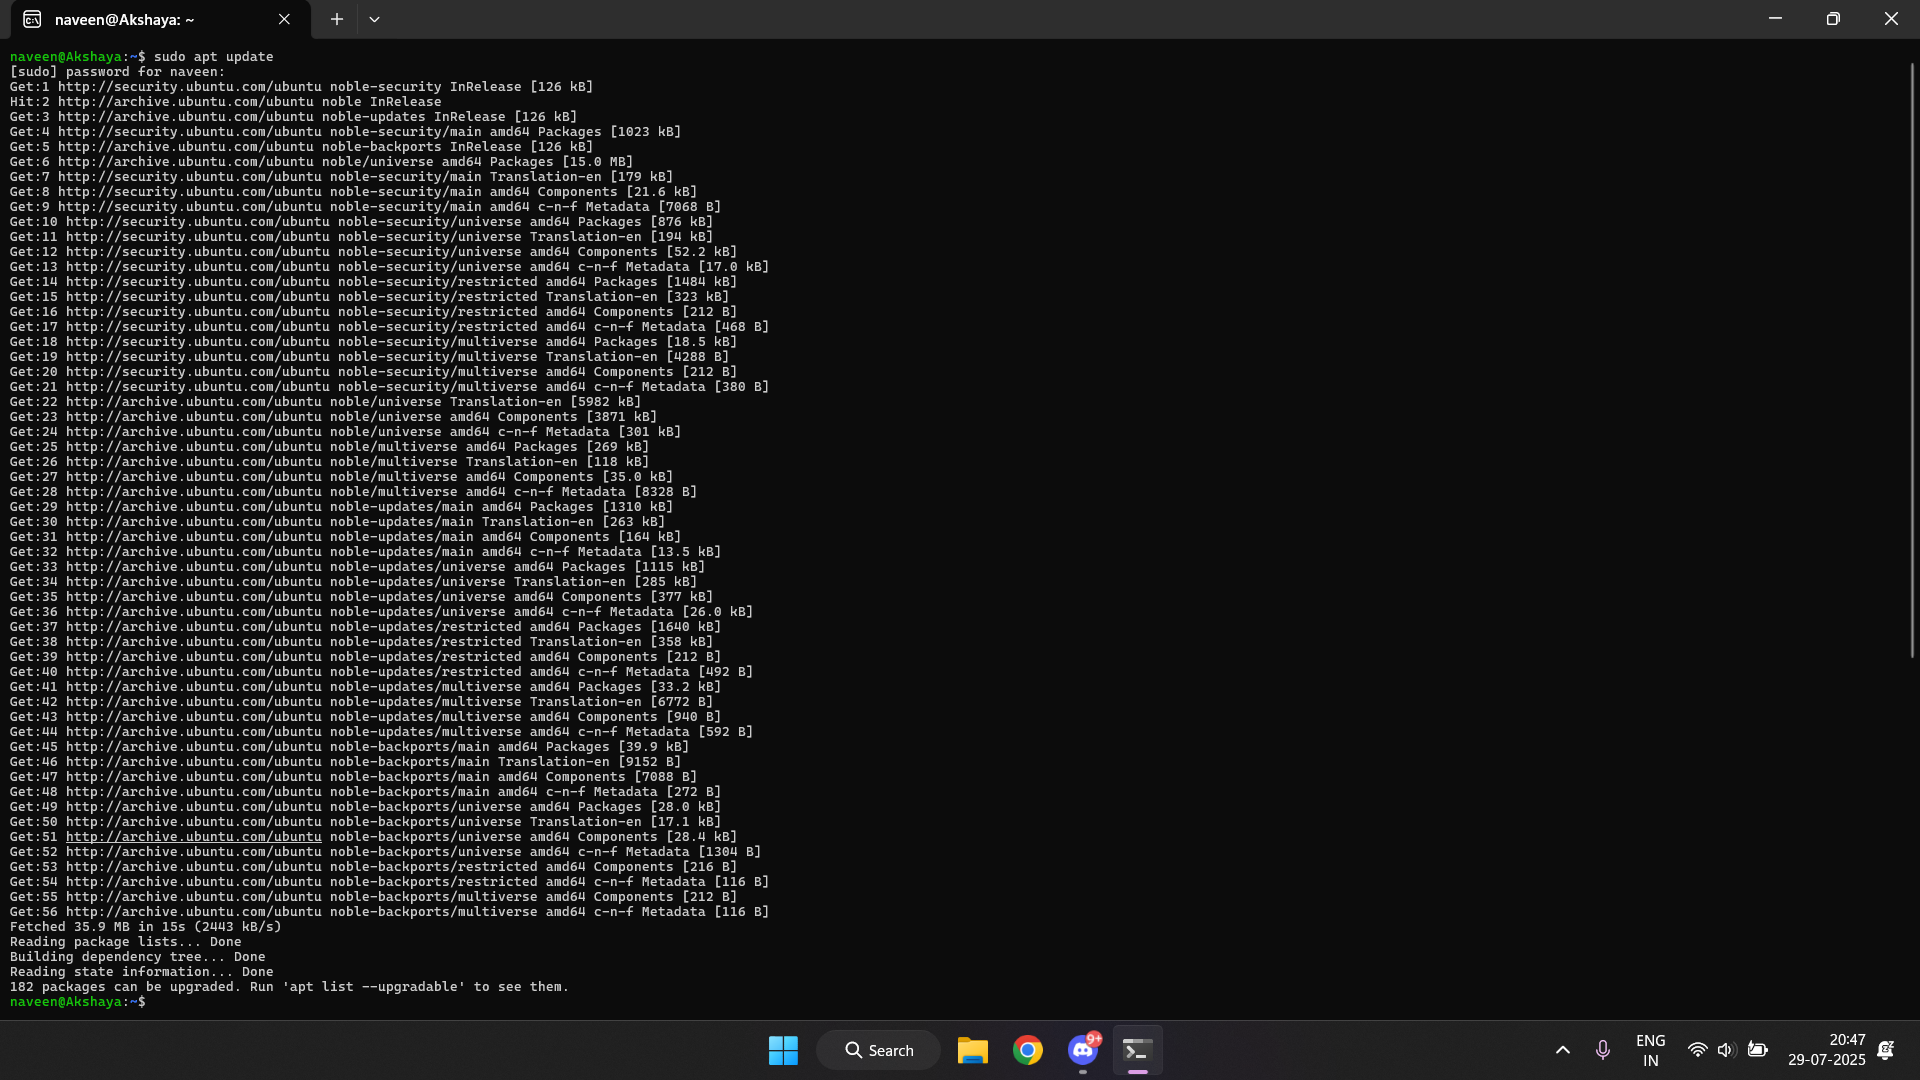 naveen@Akshaya: ~
naveen@Akshaya:~$ sudo apt update
[sudo] password for naveen:
Get:1 http://security.ubuntu.com/ubuntu noble-security InRelease [126 kB]
Hit:2 http://archive.ubuntu.com/ubuntu noble InRelease
Get:3 http://archive.ubuntu.com/ubuntu noble-updates InRelease [126 kB]
Get:4 http://security.ubuntu.com/ubuntu noble-security/main amd64 Packages [1023 kB]
Get:5 http://archive.ubuntu.com/ubuntu noble-backports InRelease [126 kB]
Get:6 http://archive.ubuntu.com/ubuntu noble/universe amd64 Packages [15.0 MB]
Get:7 http://security.ubuntu.com/ubuntu noble-security/main Translation-en [179 kB]
Get:8 http://security.ubuntu.com/ubuntu noble-security/main amd64 Components [21.6 kB]
Get:9 http://security.ubuntu.com/ubuntu noble-security/main amd64 c-n-f Metadata [7068 B]
Get:10 http://security.ubuntu.com/ubuntu noble-security/universe amd64 Packages [876 kB]
Get:11 http://security.ubuntu.com/ubuntu noble-security/universe Translation-en [194 kB]
Get:12 http://security.ubuntu.com/ubuntu noble-security/universe amd64 Components [52.2 kB]
Get:13 http://security.ubuntu.com/ubuntu noble-security/universe amd64 c-n-f Metadata [17.0 kB]
Get:14 http://security.ubuntu.com/ubuntu noble-security/restricted amd64 Packages [1484 kB]
Get:15 http://security.ubuntu.com/ubuntu noble-security/restricted Translation-en [323 kB]
Get:16 http://security.ubuntu.com/ubuntu noble-security/restricted amd64 Components [212 B]
Get:17 http://security.ubuntu.com/ubuntu noble-security/restricted amd64 c-n-f Metadata [468 B]
Get:18 http://security.ubuntu.com/ubuntu noble-security/multiverse amd64 Packages [18.5 kB]
Get:19 http://security.ubuntu.com/ubuntu noble-security/multiverse Translation-en [4288 B]
Get:20 http://security.ubuntu.com/ubuntu noble-security/multiverse amd64 Components [212 B]
Get:21 http://security.ubuntu.com/ubuntu noble-security/multiverse amd64 c-n-f Metadata [380 B]
Get:22 http://archive.ubuntu.com/ubuntu noble/universe Translation-en [5982 kB]
Get:23 http://archive.ubuntu.com/ubuntu noble/universe amd64 Components [3871 kB]
Get:24 http://archive.ubuntu.com/ubuntu noble/universe amd64 c-n-f Metadata [301 kB]
Get:25 http://archive.ubuntu.com/ubuntu noble/multiverse amd64 Packages [269 kB]
Get:26 http://archive.ubuntu.com/ubuntu noble/multiverse Translation-en [118 kB]
Get:27 http://archive.ubuntu.com/ubuntu noble/multiverse amd64 Components [35.0 kB]
Get:28 http://archive.ubuntu.com/ubuntu noble/multiverse amd64 c-n-f Metadata [8328 B]
Get:29 http://archive.ubuntu.com/ubuntu noble-updates/main amd64 Packages [1310 kB]
Get:30 http://archive.ubuntu.com/ubuntu noble-updates/main Translation-en [263 kB]
Get:31 http://archive.ubuntu.com/ubuntu noble-updates/main amd64 Components [164 kB]
Get:32 http://archive.ubuntu.com/ubuntu noble-updates/main amd64 c-n-f Metadata [13.5 kB]
Get:33 http://archive.ubuntu.com/ubuntu noble-updates/universe amd64 Packages [1115 kB]
Get:34 http://archive.ubuntu.com/ubuntu noble-updates/universe Translation-en [285 kB]
Get:35 http://archive.ubuntu.com/ubuntu noble-updates/universe amd64 Components [377 kB]
Get:36 http://archive.ubuntu.com/ubuntu noble-updates/universe amd64 c-n-f Metadata [26.0 kB]
Get:37 http://archive.ubuntu.com/ubuntu noble-updates/restricted amd64 Packages [1640 kB]
Get:38 http://archive.ubuntu.com/ubuntu noble-updates/restricted Translation-en [358 kB]
Get:39 http://archive.ubuntu.com/ubuntu noble-updates/restricted amd64 Components [212 B]
Get:40 http://archive.ubuntu.com/ubuntu noble-updates/restricted amd64 c-n-f Metadata [492 B]
Get:41 http://archive.ubuntu.com/ubuntu noble-updates/multiverse amd64 Packages [33.2 kB]
Get:42 http://archive.ubuntu.com/ubuntu noble-updates/multiverse Translation-en [6772 B]
Get:43 http://archive.ubuntu.com/ubuntu noble-updates/multiverse amd64 Components [940 B]
Get:44 http://archive.ubuntu.com/ubuntu noble-updates/multiverse amd64 c-n-f Metadata [592 B]
Get:45 http://archive.ubuntu.com/ubuntu noble-backports/main amd64 Packages [39.9 kB]
Get:46 http://archive.ubuntu.com/ubuntu noble-backports/main Translation-en [9152 B]
Get:47 http://archive.ubuntu.com/ubuntu noble-backports/main amd64 Components [7088 B]
Get:48 http://archive.ubuntu.com/ubuntu noble-backports/main amd64 c-n-f Metadata [272 B]
Get:49 http://archive.ubuntu.com/ubuntu noble-backports/universe amd64 Packages [28.0 kB]
Get:50 http://archive.ubuntu.com/ubuntu noble-backports/universe Translation-en [17.1 kB]
Get:51 http://archive.ubuntu.com/ubuntu noble-backports/universe amd64 Components [28.4 kB]
Get:52 http://archive.ubuntu.com/ubuntu noble-backports/universe amd64 c-n-f Metadata [1304 B]
Get:53 http://archive.ubuntu.com/ubuntu noble-backports/restricted amd64 Components [216 B]
Get:54 http://archive.ubuntu.com/ubuntu noble-backports/restricted amd64 c-n-f Metadata [116 B]
Get:55 http://archive.ubuntu.com/ubuntu noble-backports/multiverse amd64 Components [212 B]
Get:56 http://archive.ubuntu.com/ubuntu noble-backports/multiverse amd64 c-n-f Metadata [116 B]
Fetched 35.9 MB in 15s (2443 kB/s)
Reading package lists... Done
Building dependency tree... Done
Reading state information... Done
182 packages can be upgraded. Run 'apt list --upgradable' to see them.
naveen@Akshaya:~$
Search
9+
ENG
IN
20:47
29-07-2025